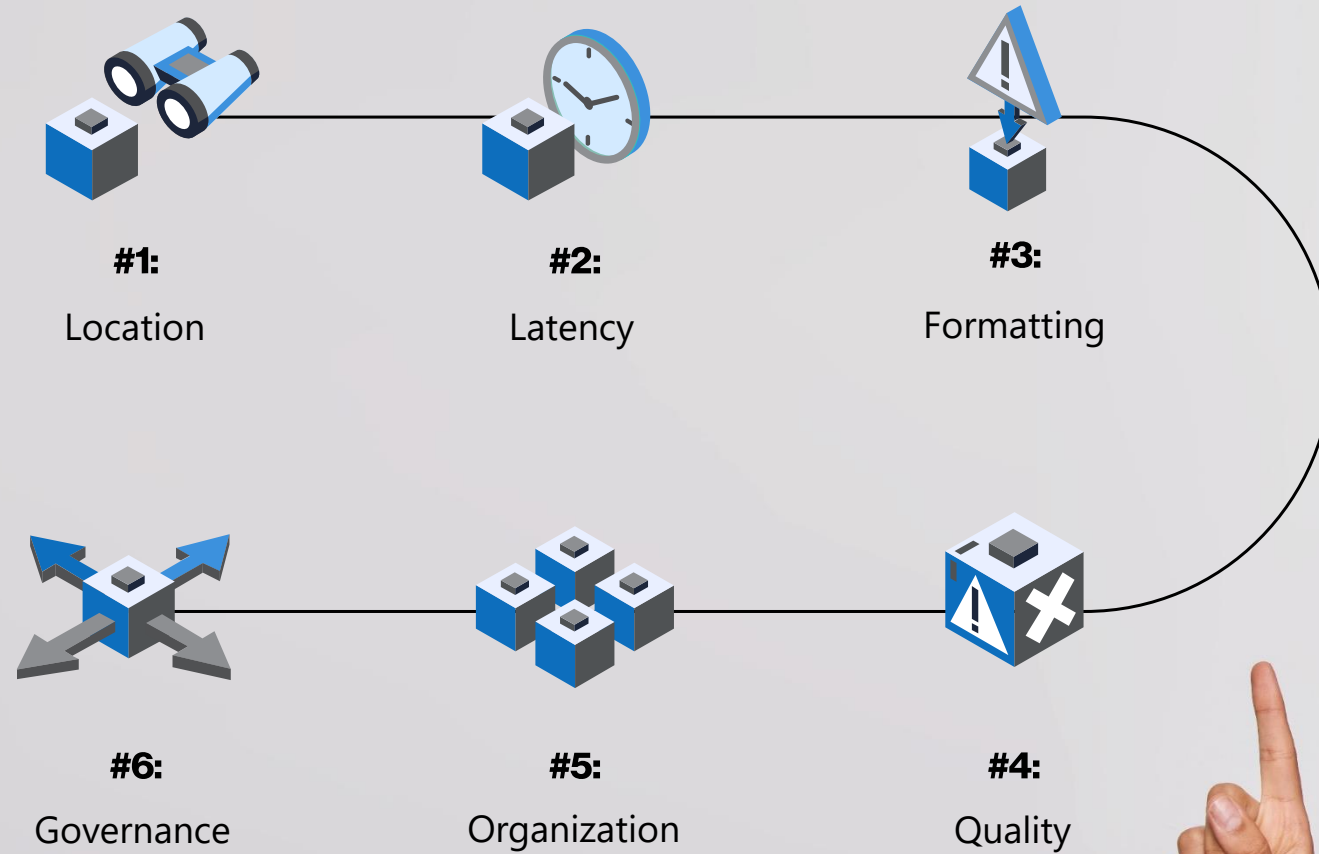 #1:
Location
#2:
Latency
#3:
Formatting
#4:
Quality
#5:
Organization
#6:
Governance